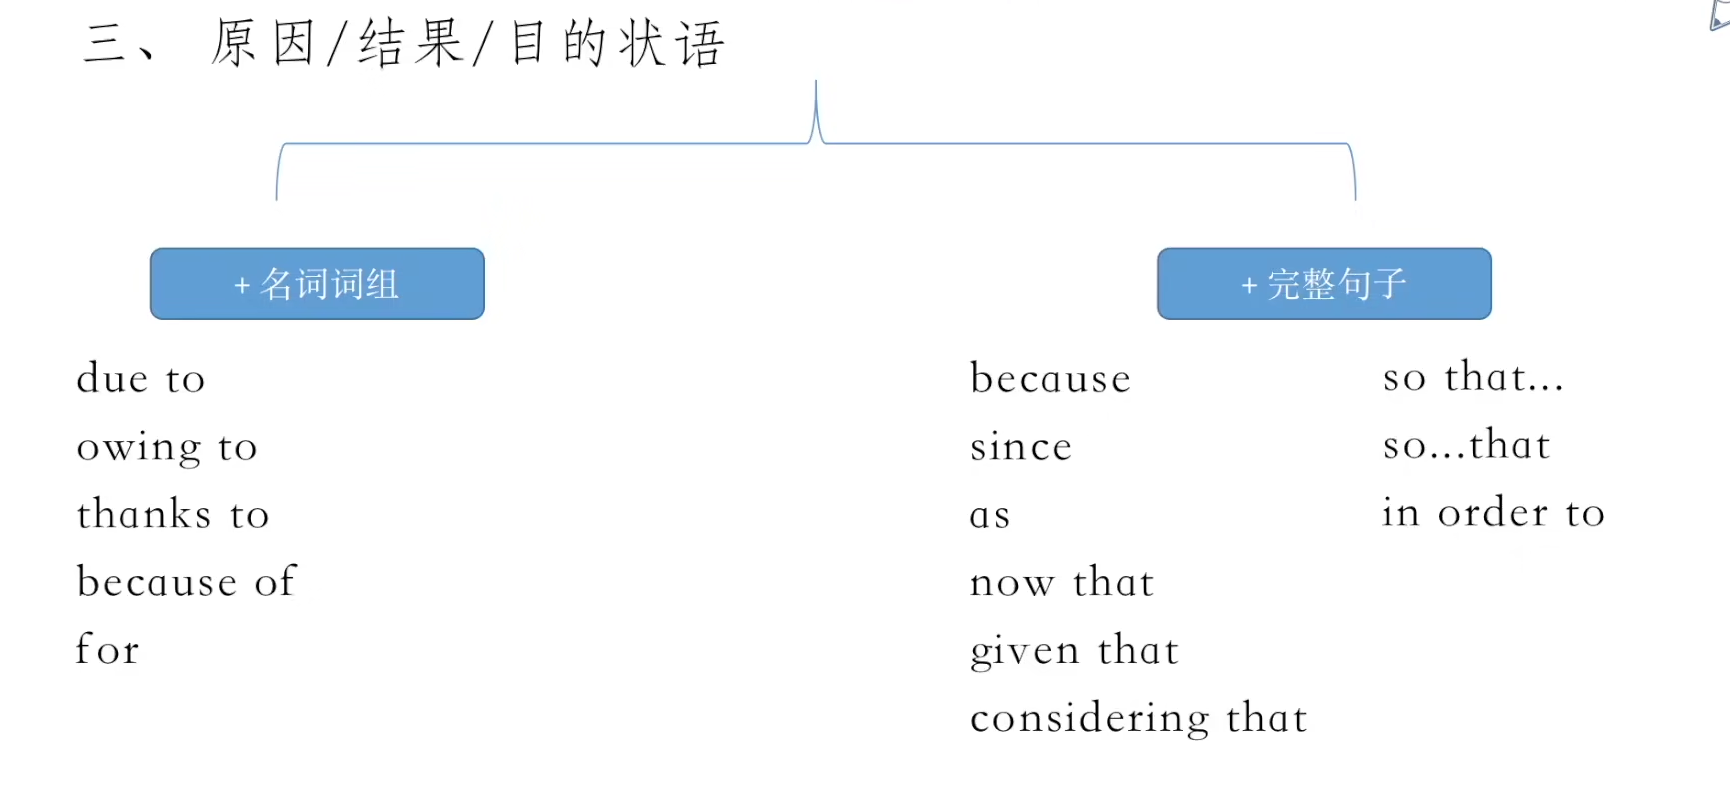 三、 原因/结果/目的状语
+ 名词词组
due to
owing to
thanks to
because of
for
+ 完整句子
because
since
as
now that
given that
considering that
so that...
so...that
in order to